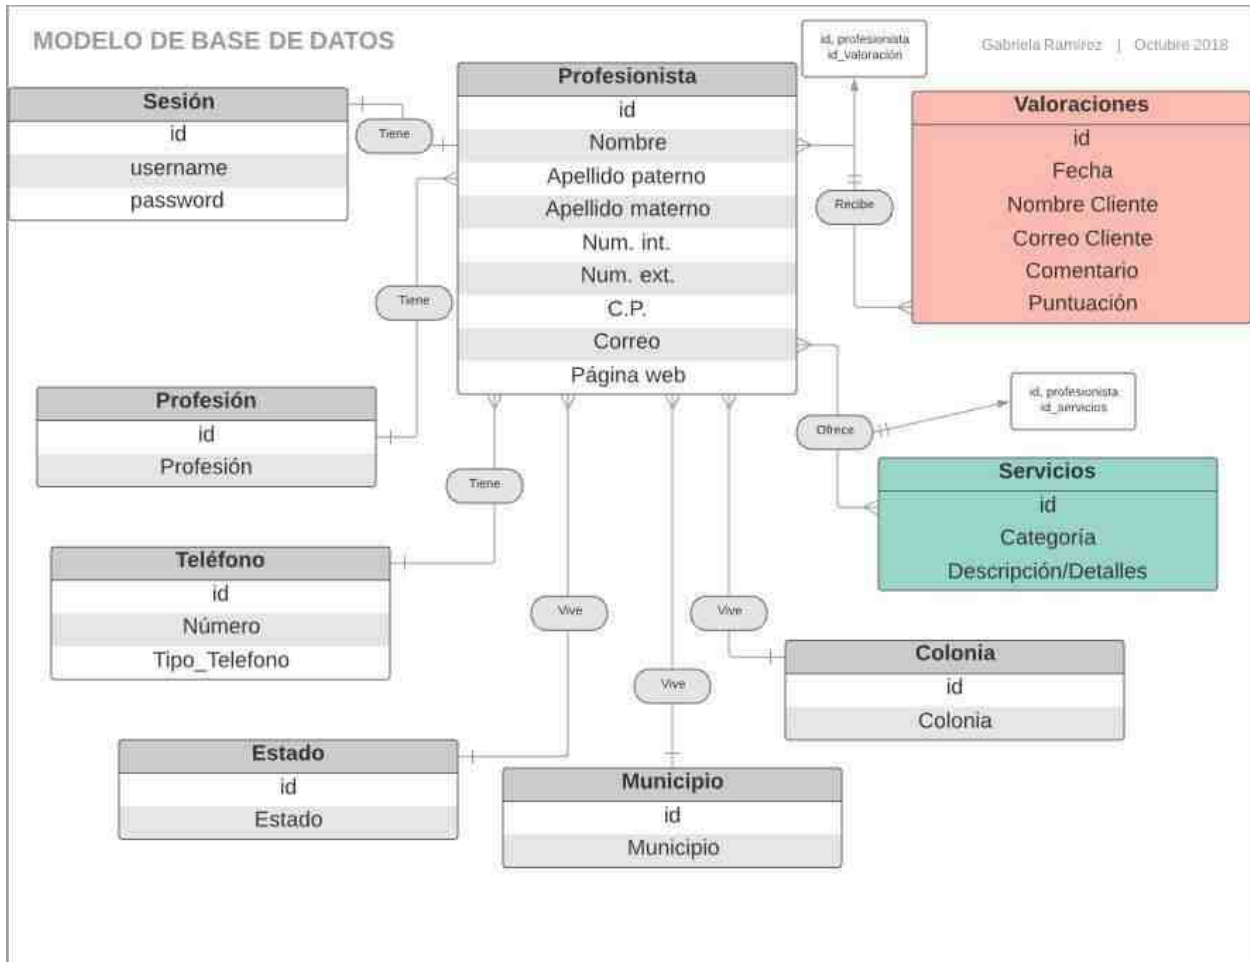 MODELO DE BASE DE DATOS
Gabriela Ramírez | Octubre 2018
id, profesionista
id_valoración
Profesionista
id
Nombre
Apellido paterno
Apellido materno
Num. int.
Num. ext.
C.P.
Correo
Página web
Sesión
id
username
password
Tiene
Valoraciones
id
Fecha
Nombre Cliente
Correo Cliente
Comentario
Puntuación
Recibe
Tiene
Profesión
id
Profesión
id, profesionista
id_servicios
Ofrece
Servicios
id
Categoría
Descripción/Detalles
Tiene
Teléfono
id
Número
Tipo_Telefono
Vive
Vive
Vive
Colonia
id
Colonia
Estado
id
Estado
Municipio
id
Municipio